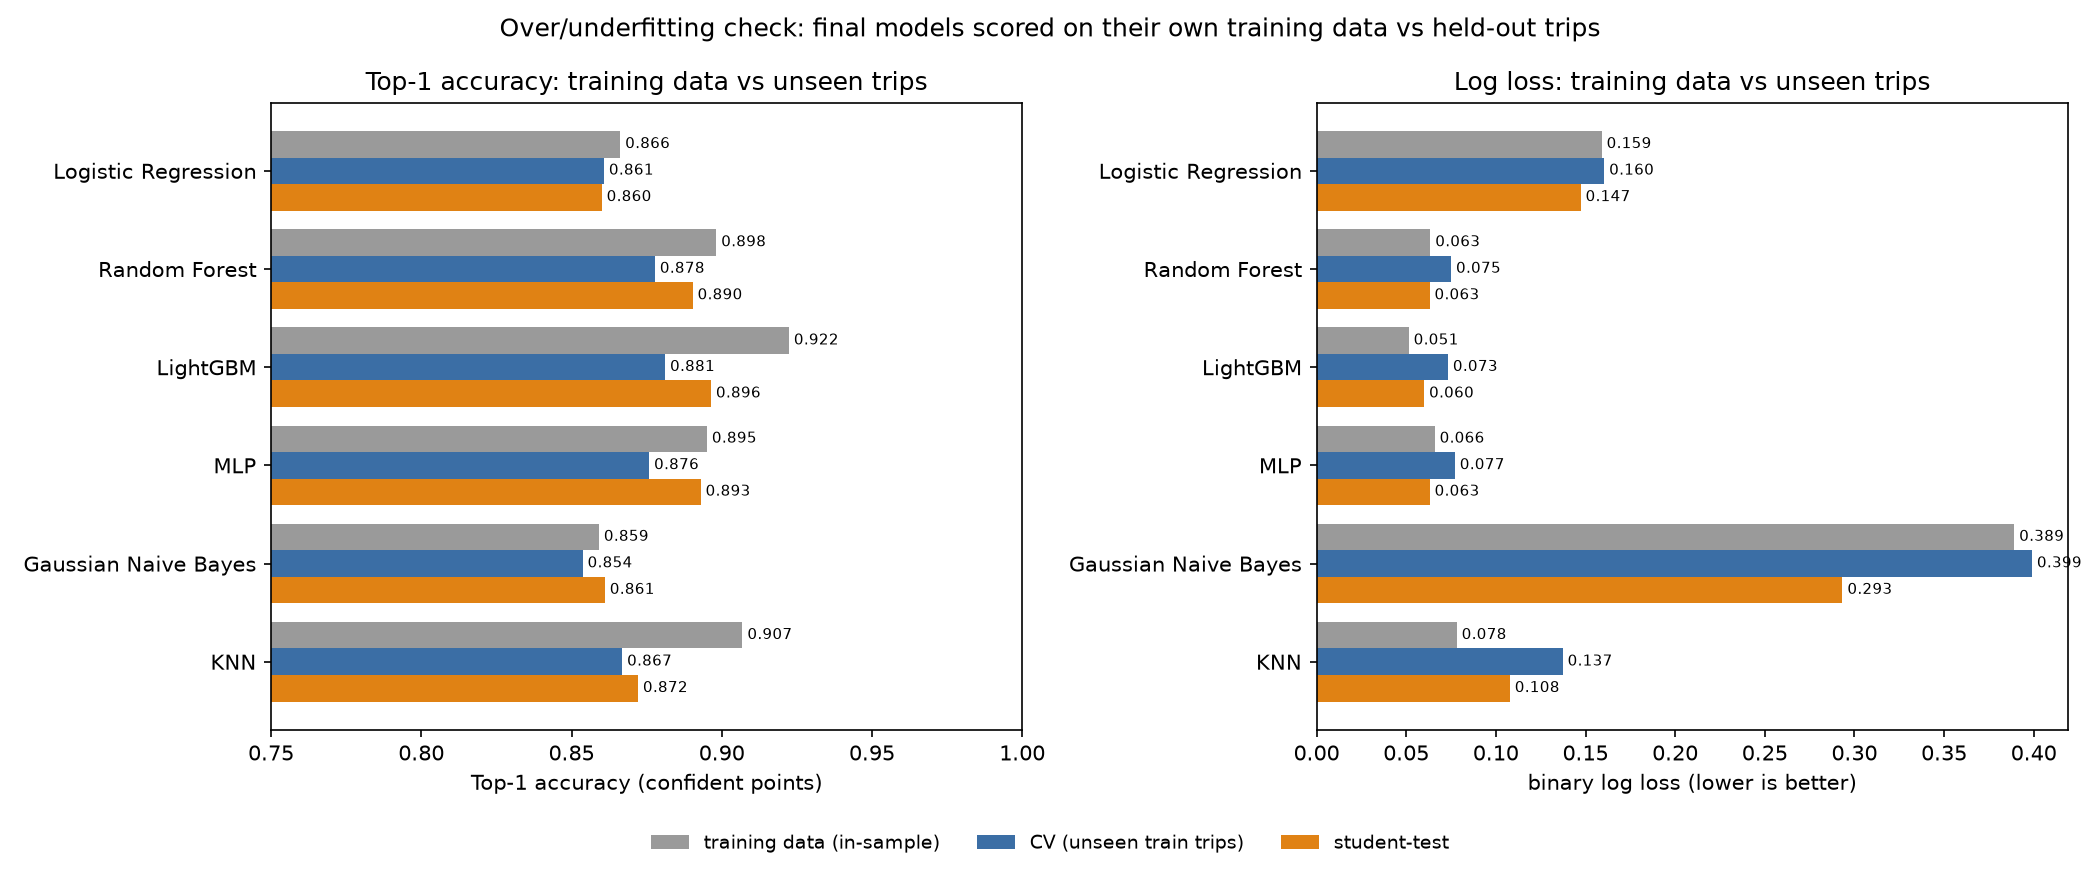 Over/underfitting check: final models scored on their own training data vs held-out trips
Top-1 accuracy: training data vs unseen trips
Logistic Regression
0.866
0.861
0.860
Random Forest
0.898
0.878
0.890
LightGBM
0.922
0.881
0.896
MLP
0.895
0.876
0.893
Gaussian Naive Bayes
0.859
0.854
0.861
KNN
0.907
0.867
0.872
0.75 0.80 0.85 0.90 0.95 1.00
Top-1 accuracy (confident points)
Log loss: training data vs unseen trips
Logistic Regression
0.159
0.160
0.147
Random Forest
0.063
0.075
0.063
LightGBM
0.051
0.073
0.060
MLP
0.066
0.077
0.063
Gaussian Naive Bayes
0.389
0.399
0.293
KNN
0.078
0.137
0.108
0.00 0.05 0.10 0.15 0.20 0.25 0.30 0.35 0.40
binary log loss (lower is better)
training data (in-sample) CV (unseen train trips) student-test